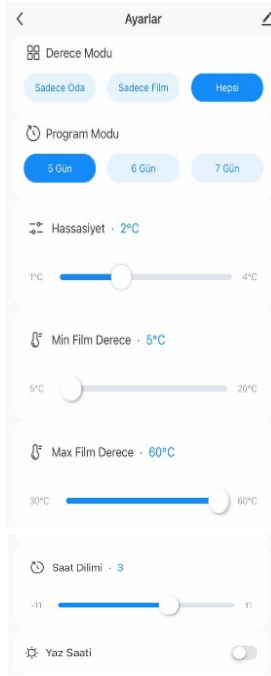 Ayarlar
Derece Modu
Sadece Oda Sadece Film Hepsi
Program Modu
5 Gün 6 Gün 7 Gün
Hassasiyet · 2°C
1°C 4°C
Min Film Derece · 5°C
5°C 20°C
Max Film Derece · 60°C
30°C 60°C
Saat Dilimi · 3
-11 11
Yaz Saati